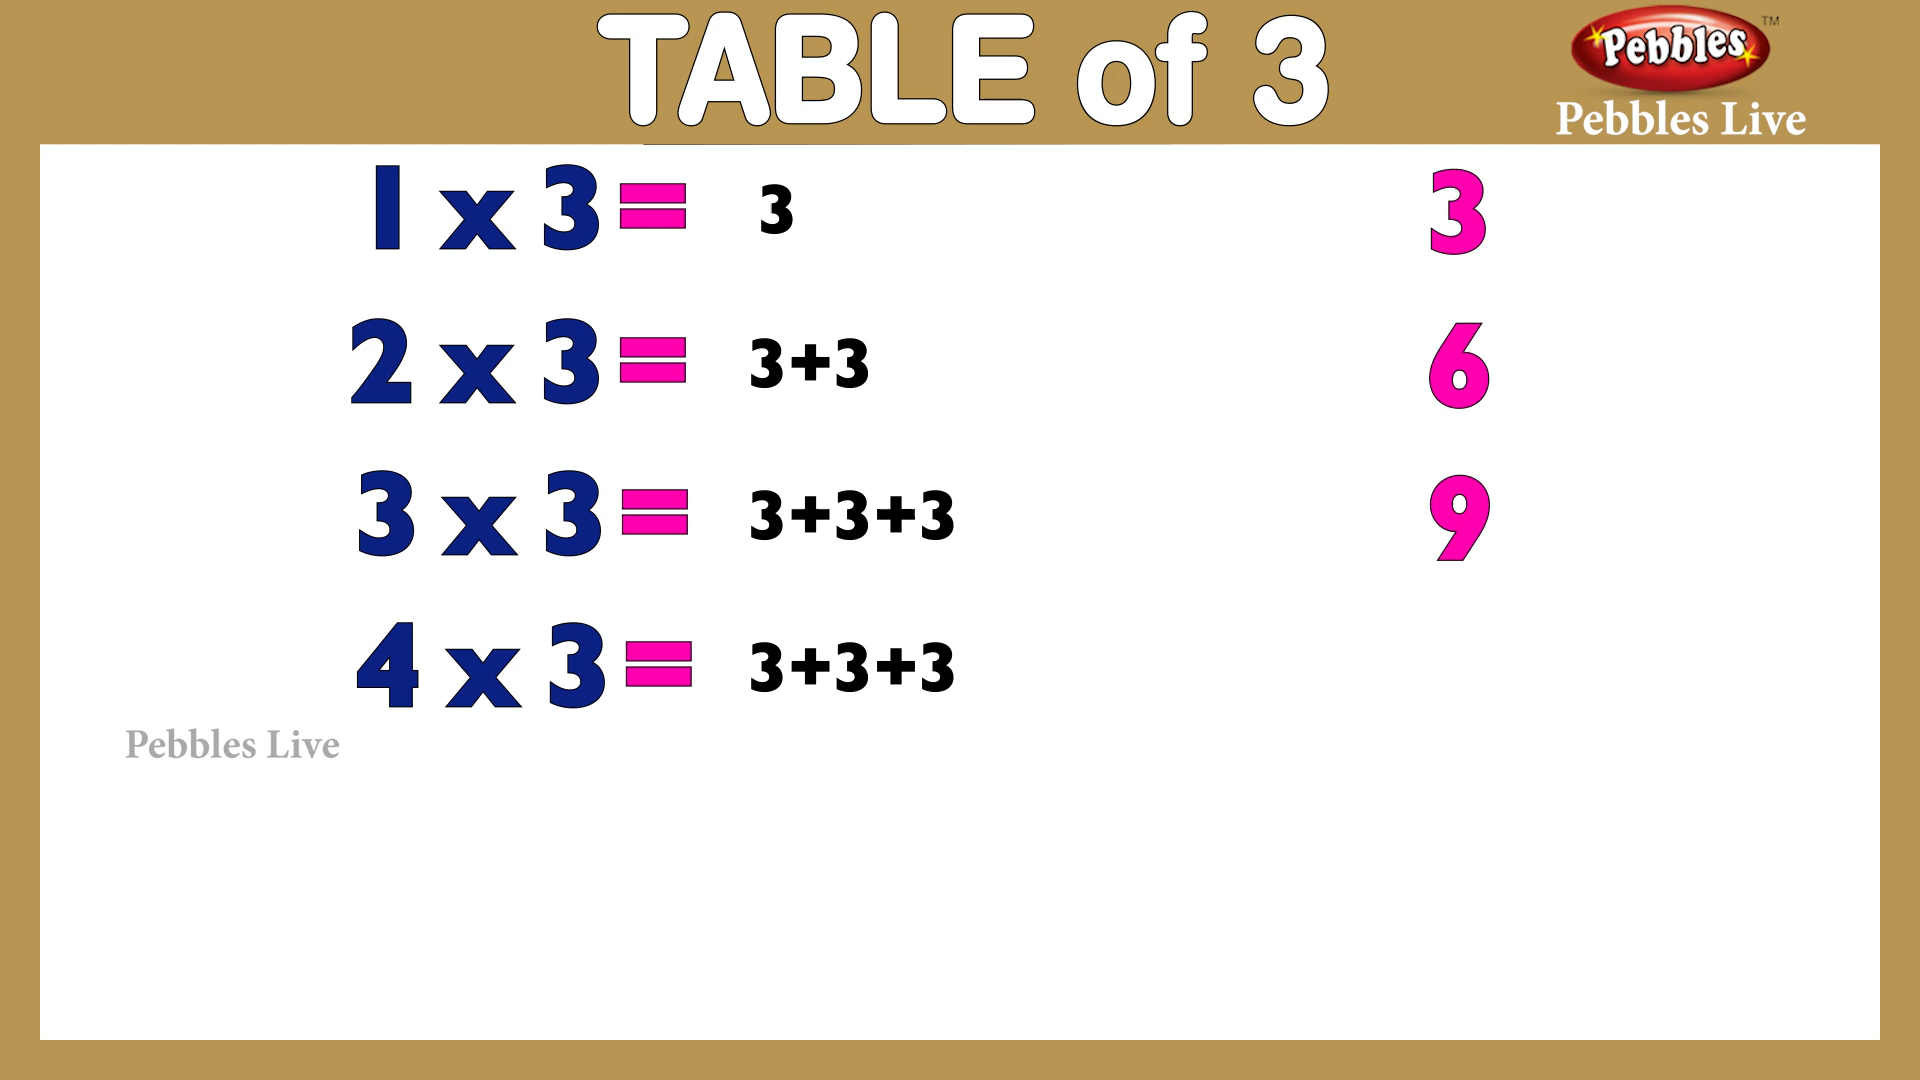 TABLE of 3
Pebbles TM
Pebbles Live
1 x 3 = 3 3
2 x 3 = 3+3 6
3 x 3 = 3+3+3 9
4 x 3 = 3+3+3
Pebbles Live